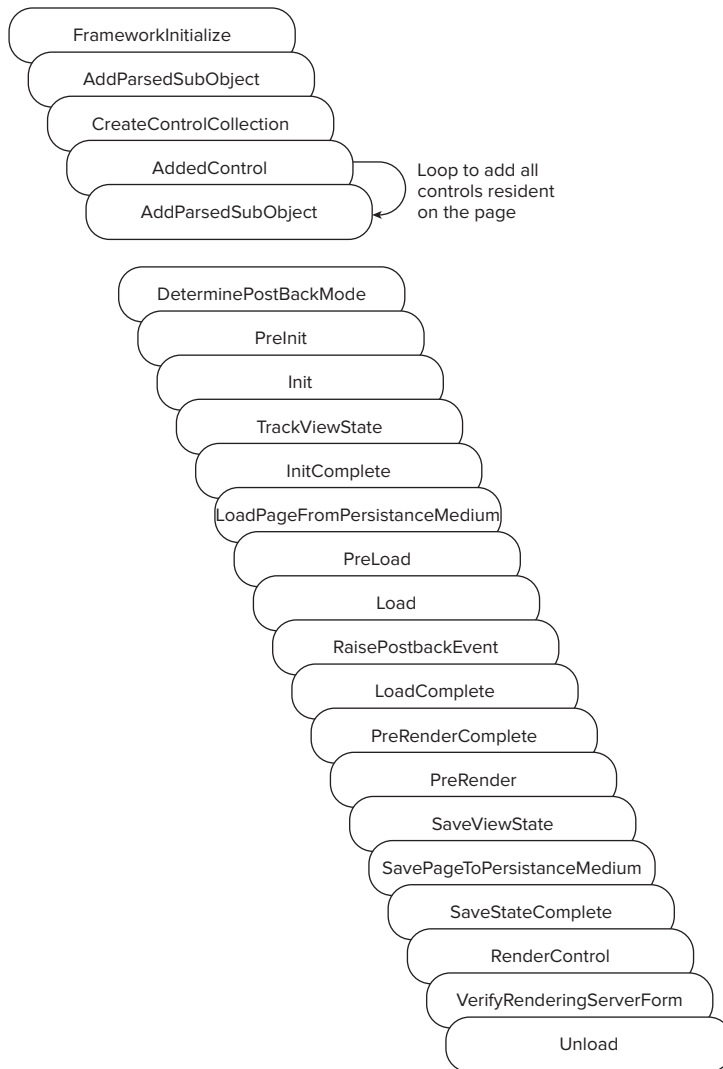 FrameworkInitialize
AddParsedSubObject
CreateControlCollection
AddedControl
Loop to add all
controls resident
on the page
AddParsedSubObject
DeterminePostBackMode
PreInit
Init
TrackViewState
InitComplete
LoadPageFromPersistanceMedium
PreLoad
Load
RaisePostbackEvent
LoadComplete
PreRenderComplete
PreRender
SaveViewState
SavePageToPersistanceMedium
SaveStateComplete
RenderControl
VerifyRenderingServerForm
Unload